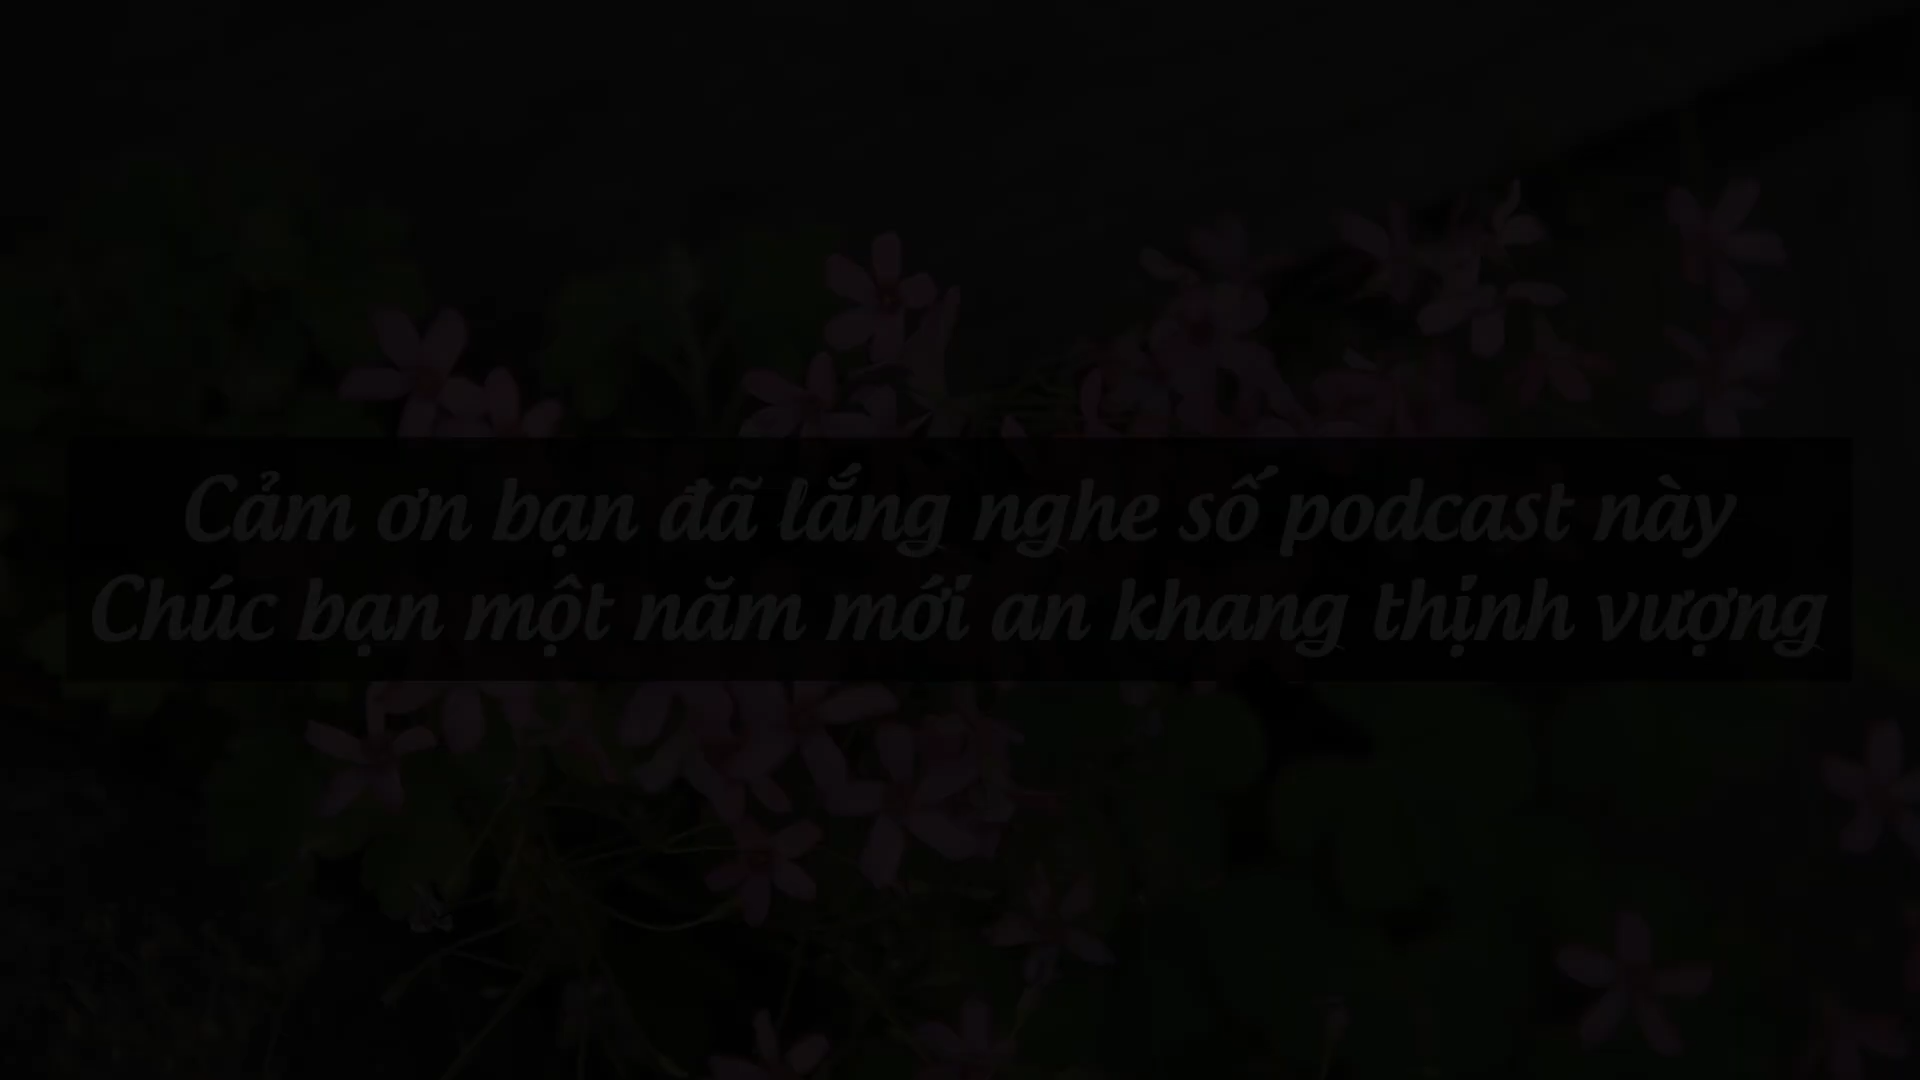 Cảm ơn bạn đã lắng nghe số podcast này
Chúc bạn một năm mới an khang thịnh vượng